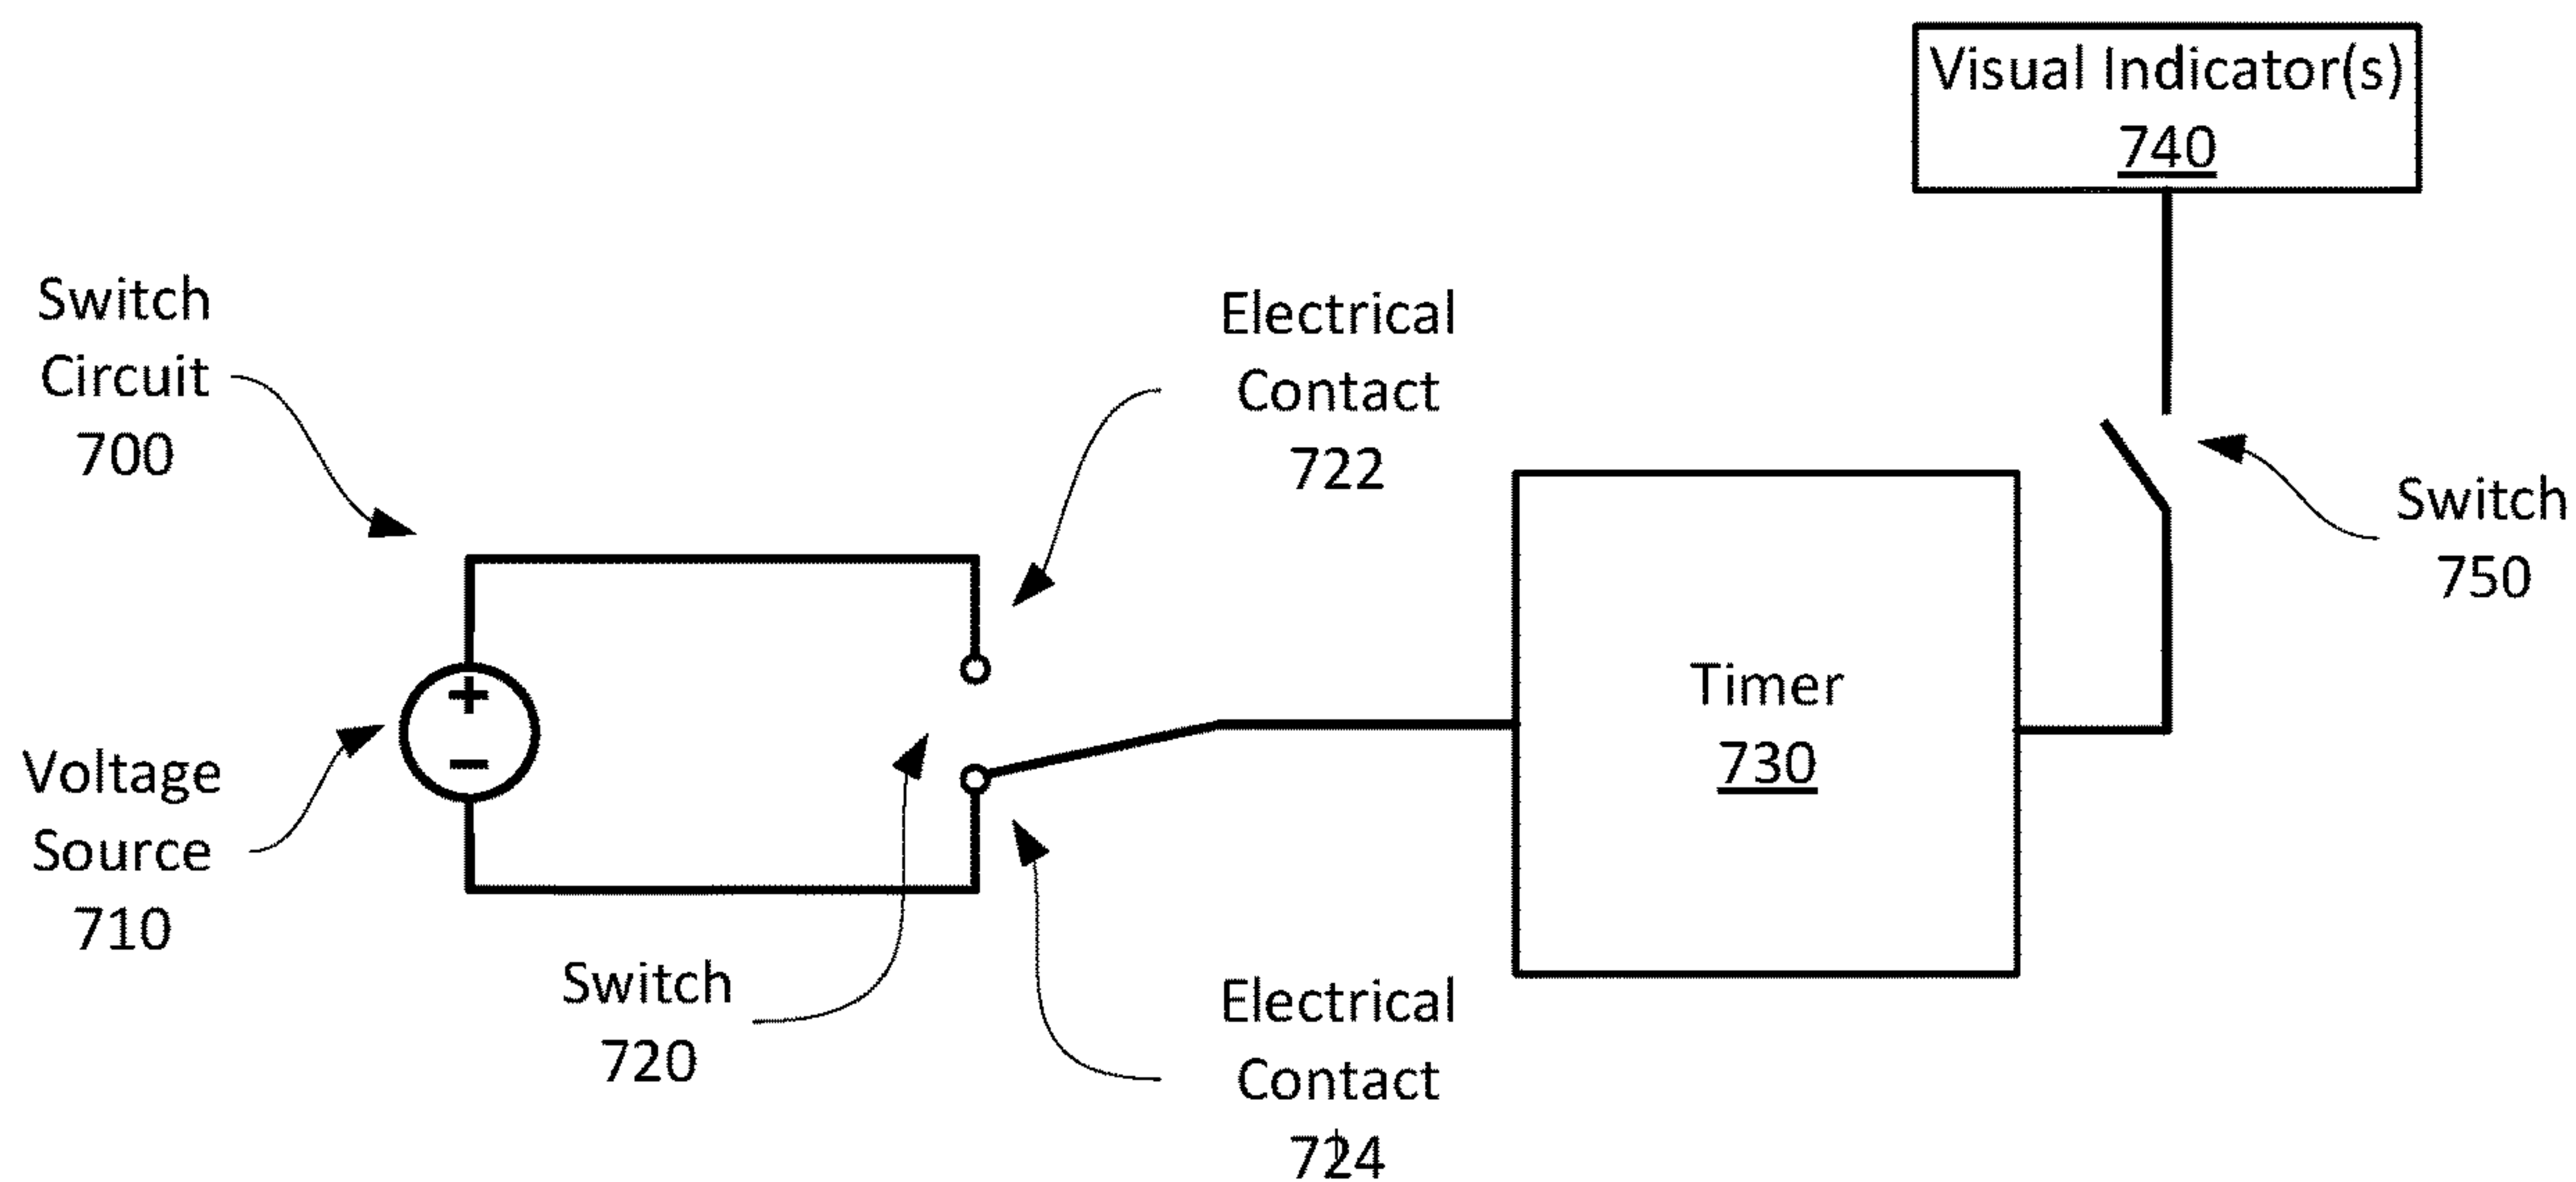 Visual Indicator(s)
740
Switch
Circuit
700
Electrical
Contact
722
Switch
750
Voltage
Source
710
+
−
Timer
730
Switch
720
Electrical
Contact
724